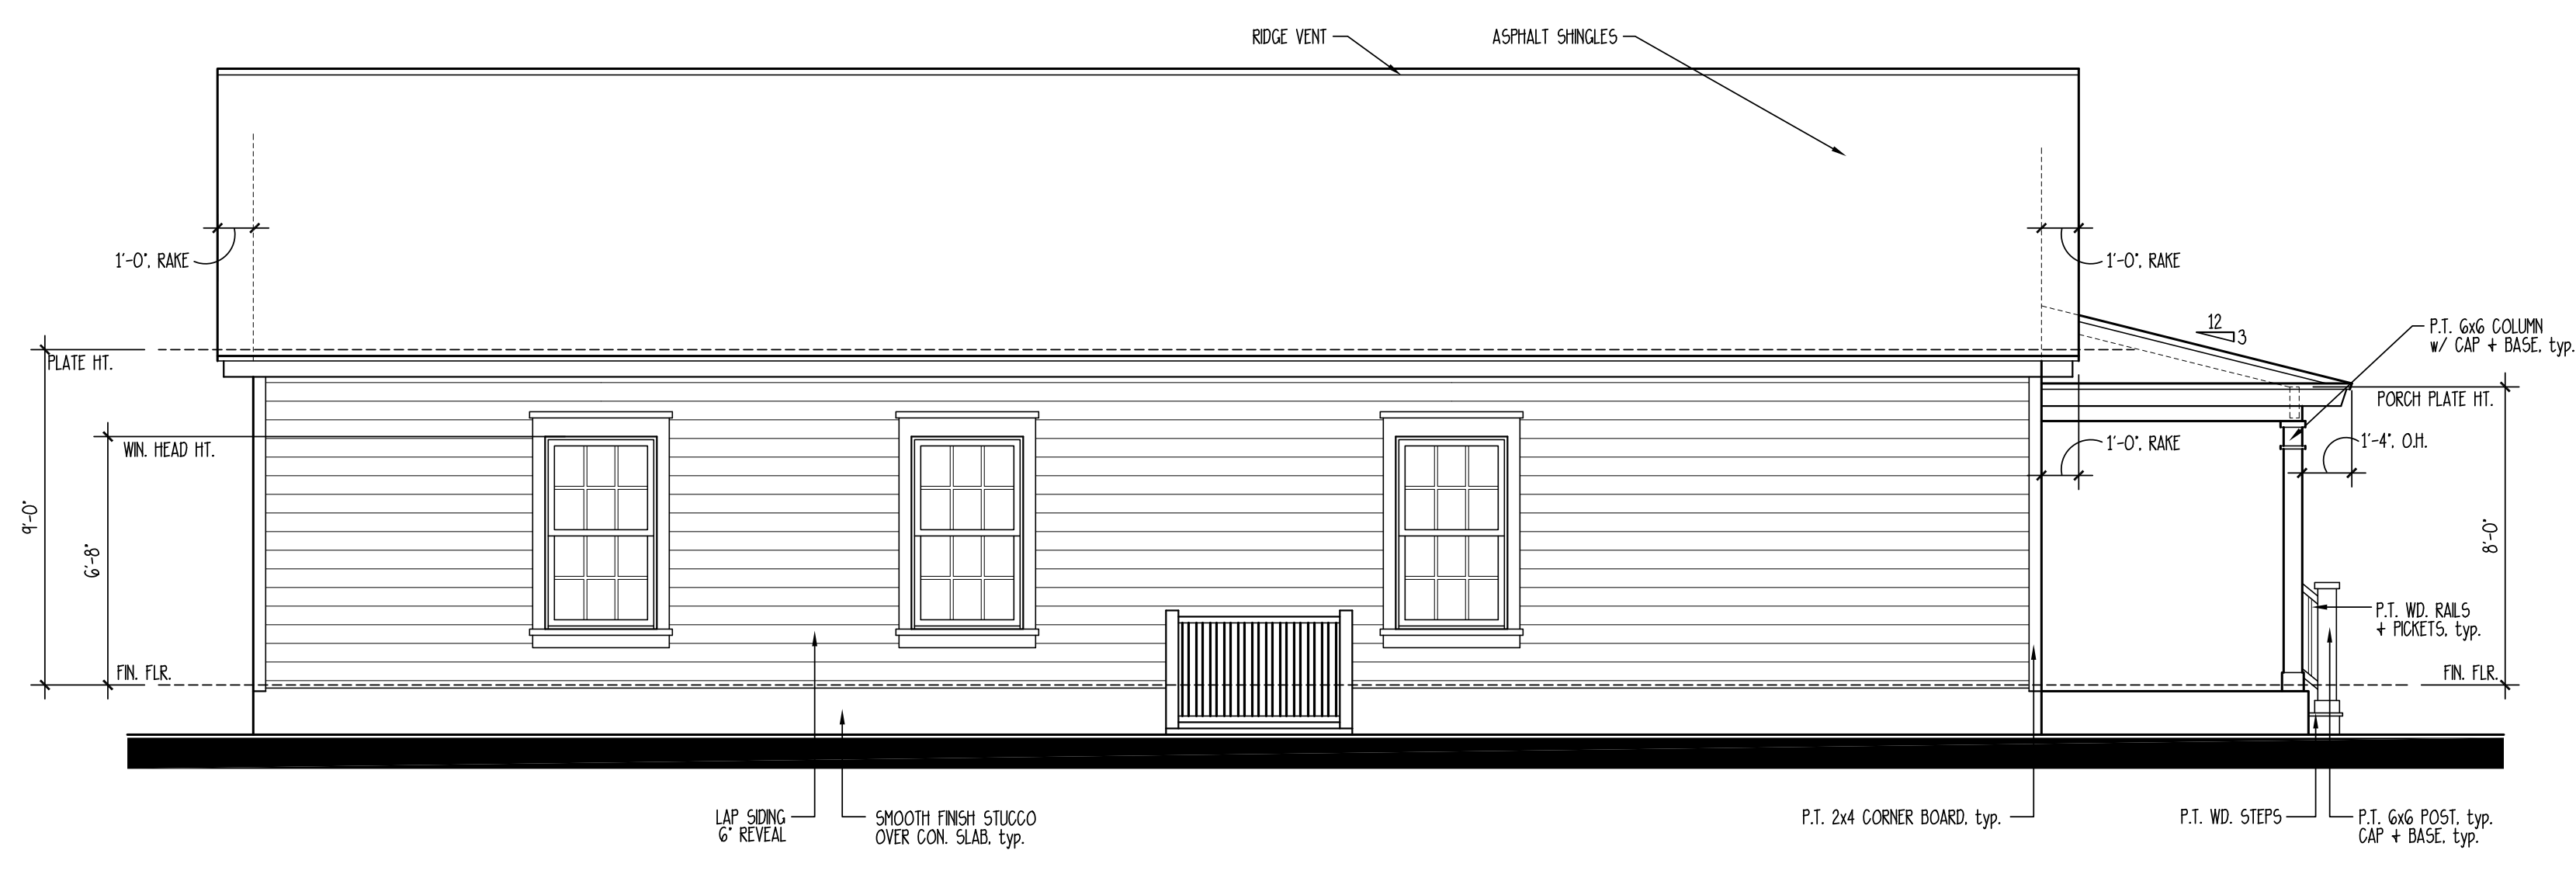 RIDGE VENT
ASPHALT SHINGLES
1'-0", RAKE
1'-0", RAKE
12
3
P.T. 6x6 COLUMN
w/ CAP + BASE, typ.
PLATE HT.
PORCH PLATE HT.
WIN. HEAD HT.
1'-0", RAKE
1'-4", O.H.
9'-0"
6'-8"
8'-0"
P.T. WD. RAILS
+ PICKETS, typ.
FIN. FLR.
FIN. FLR.
LAP SIDING
6" REVEAL
SMOOTH FINISH STUCCO
OVER CON. SLAB, typ.
P.T. 2x4 CORNER BOARD, typ.
P.T. WD. STEPS
P.T. 6x6 POST, typ.
CAP + BASE, typ.